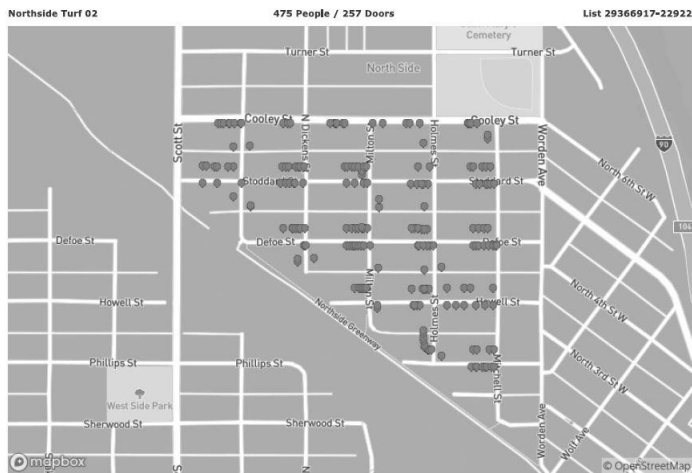 Northside Turf 02
475 People / 257 Doors
List 29366917-22922
Cemetery
Turner St
Turner St
North Side
Cooley St
Cooley St
N Dickens St
Milton S
Holmes St
Scott St
Worden Ave
90
North 6th St W
Stoddard St
106
Defoe St
Defoe St
Defoe St
Howell St
Northside Greenway
Milton St
Holmes St
Howell St
North 4th St W
Phillips St
Phillips St
Mitchell St
North 3rd St W
West Side Park
Sherwood St
Sherwood St
Worden Ave
Wolf Ave
mapbox
© OpenStreetMap